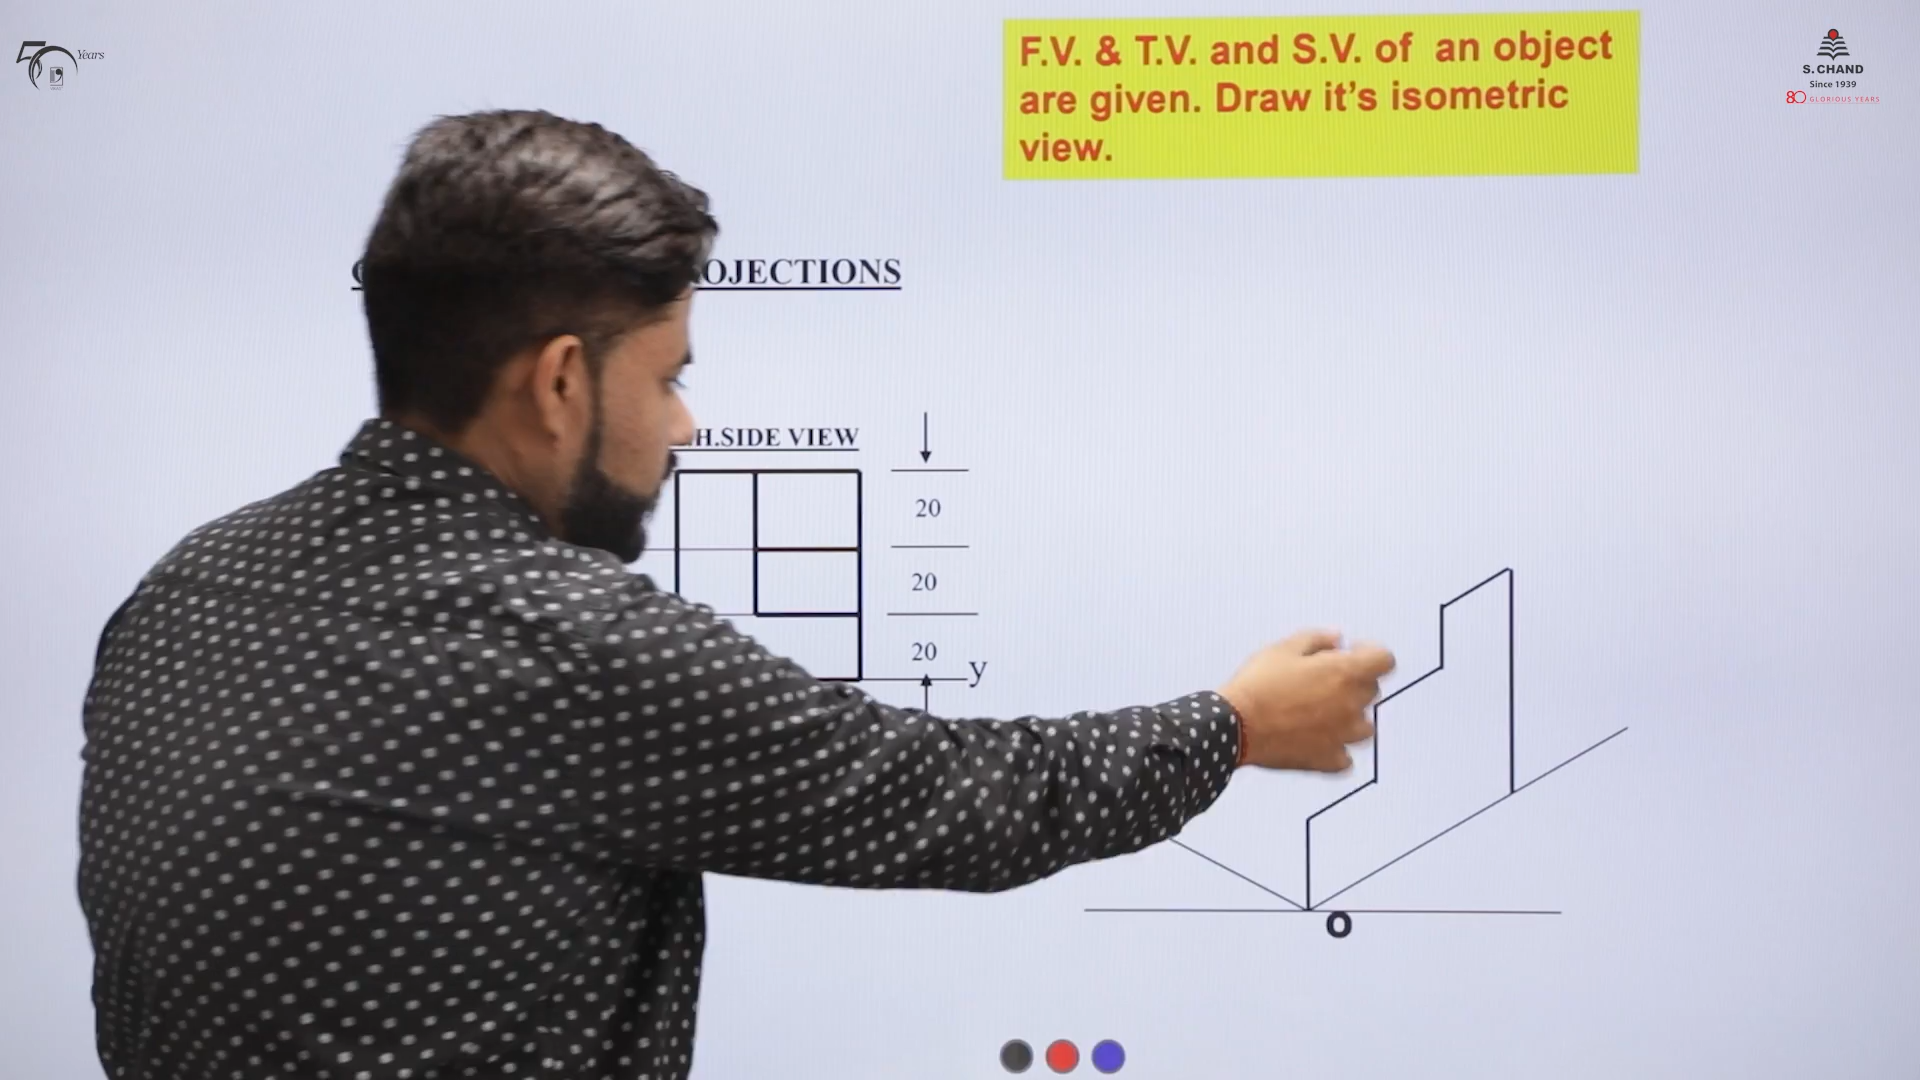 Years
F.V. & T.V. and S.V. of an object
are given. Draw it’s isometric
view.
S. CHAND
Since 1939
80 GLORIOUS YEARS
H.SIDE VIEW
20
20
20
y
O